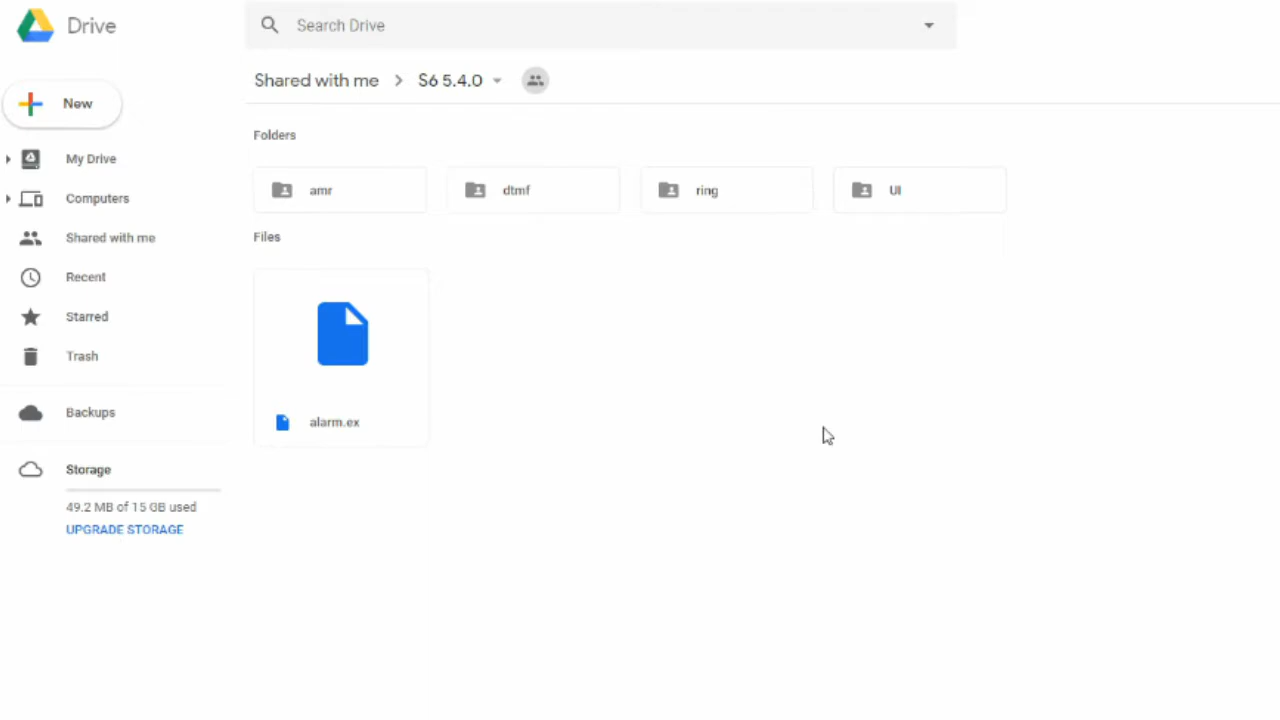 Drive
Search Drive
Shared with me > S6 5.4.0
New
Folders
My Drive
amr
dtmf
ring
UI
Computers
Shared with me
Files
Recent
Starred
Trash
Backups
alarm.ex
Storage
49.2 MB of 15 GB used
UPGRADE STORAGE